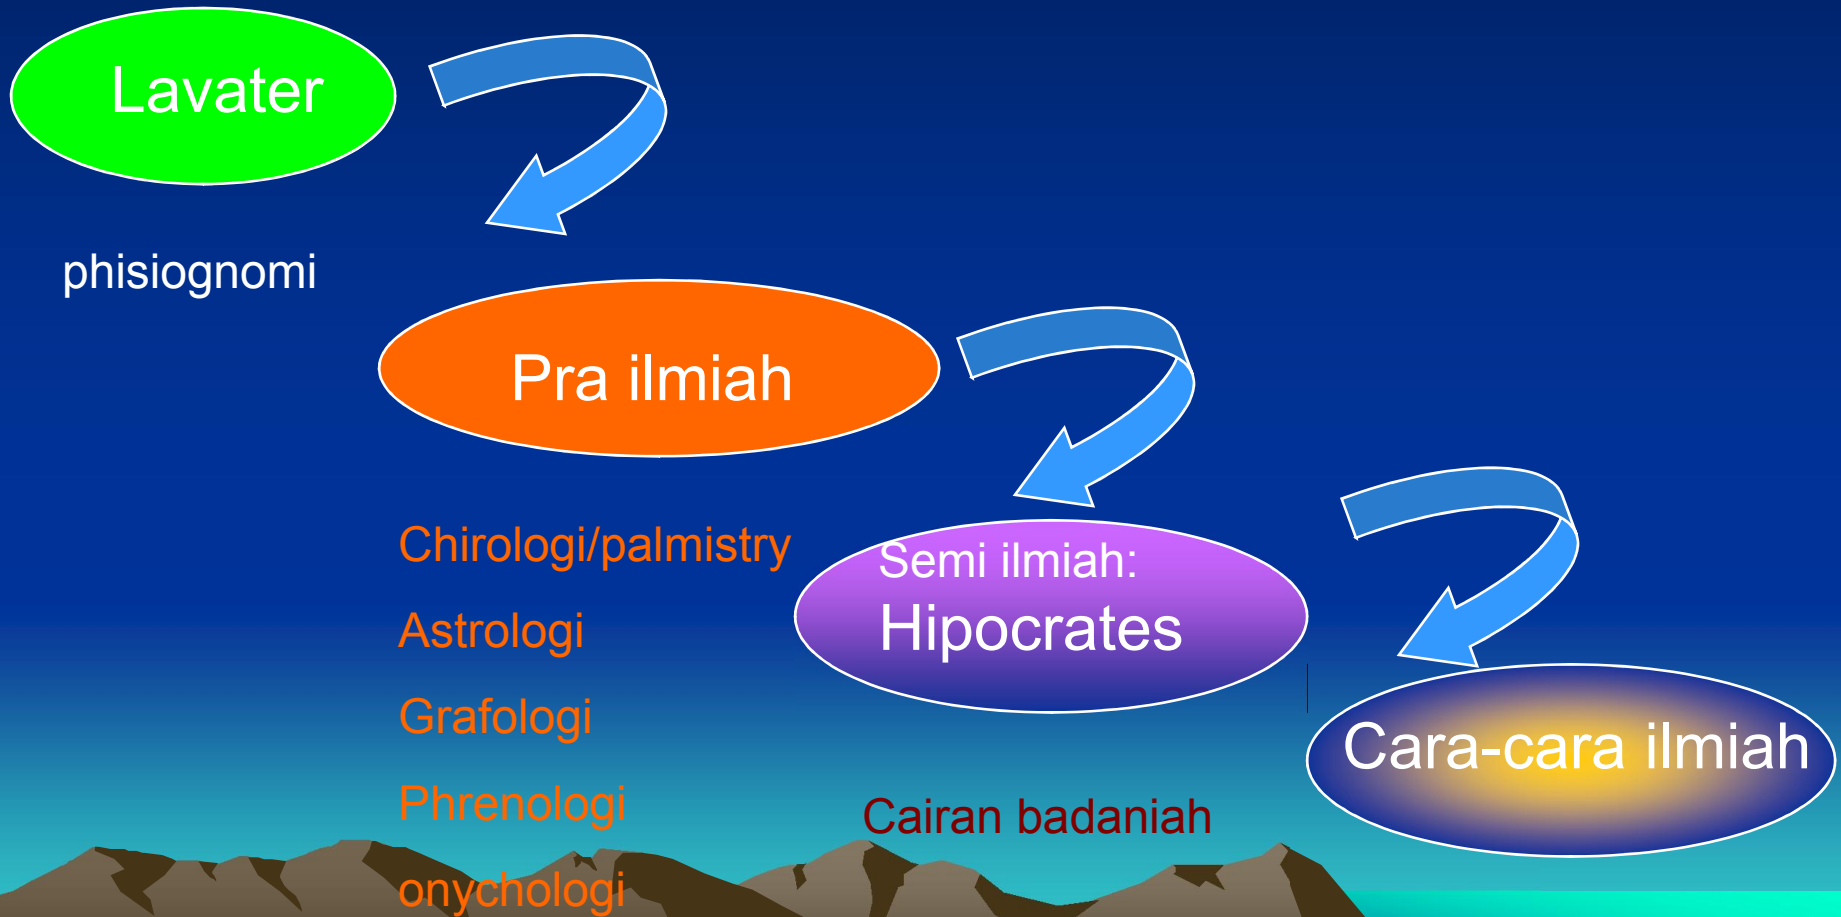 Lavater
phisiognomi
Pra ilmiah
Chirologi/palmistry
Astrologi
Grafologi
Phrenologi
onychologi
Semi ilmiah:
Hipocrates
Cairan badaniah
Cara-cara ilmiah